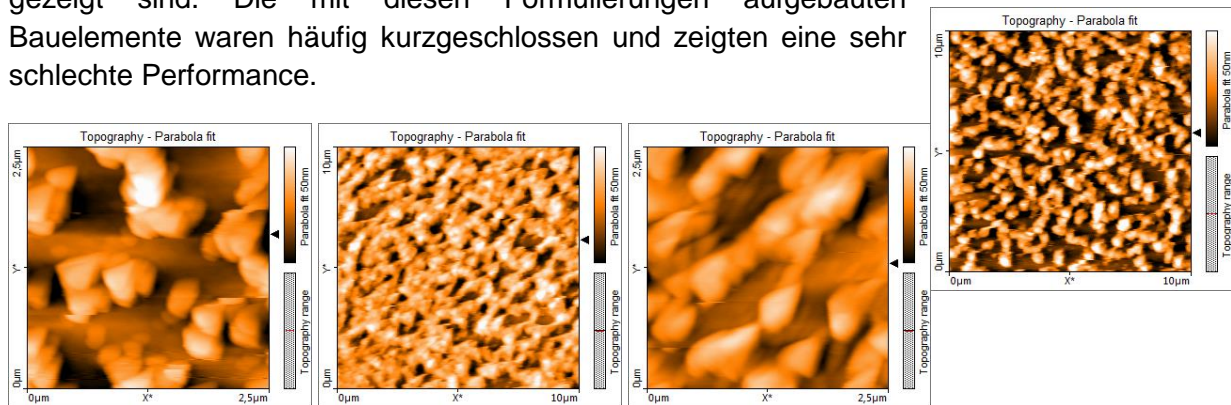 gezeigt sind. Die mit diesen Formulierungen aufgebauten
Bauelemente waren häufig kurzgeschlossen und zeigten eine sehr
schlechte Performance.
Topography - Parabola fit
2,5µm
Y*
0µm
0µm X* 2,5µm
Parabola fit 50nm
Topography range
Topography - Parabola fit
10µm
Y*
0µm
0µm X* 10µm
Parabola fit 50nm
Topography range
Topography - Parabola fit
2,5µm
Y*
0µm
0µm X* 2,5µm
Parabola fit 50nm
Topography range
Topography - Parabola fit
10µm
Y*
0µm
0µm X* 10µm
Parabola fit 50nm
Topography range